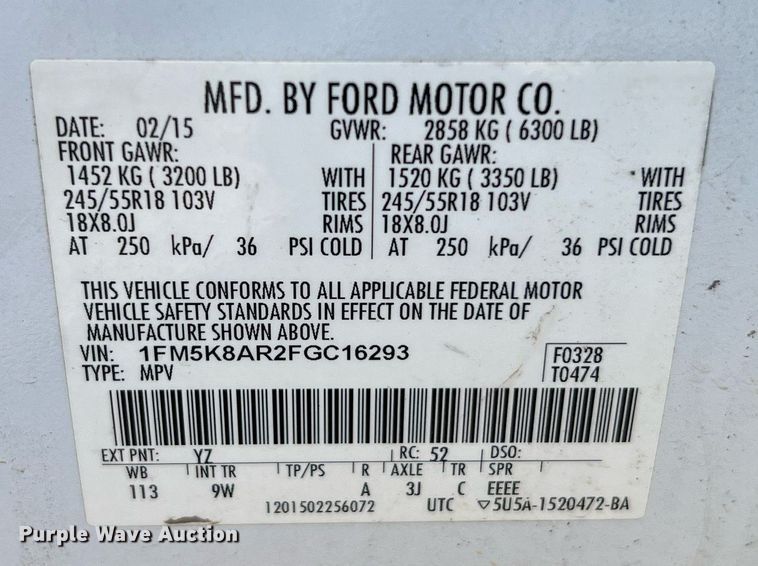 MFD. BY FORD MOTOR CO.
DATE: 02/15 GVWR: 2858 KG ( 6300 LB)
FRONT GAWR: REAR GAWR:
1452 KG ( 3200 LB) WITH 1520 KG ( 3350 LB) WITH
245/55R18 103V TIRES 245/55R18 103V TIRES
18X8.0J RIMS 18X8.0J RIMS
AT 250 kPa/ 36 PSI COLD AT 250 kPa/ 36 PSI COLD
THIS VEHICLE CONFORMS TO ALL APPLICABLE FEDERAL MOTOR
VEHICLE SAFETY STANDARDS IN EFFECT ON THE DATE OF
MANUFACTURE SHOWN ABOVE.
VIN: 1FM5K8AR2FGC16293 F0328
TYPE: MPV T0474
EXT PNT: YZ RC: 52 DSO:
WB INT TR TP/PS R AXLE TR SPR
113 9W A 3J C EEEE
1201502256072 UTC ▽5U5A-1520472-BA
Purple Wave Auction